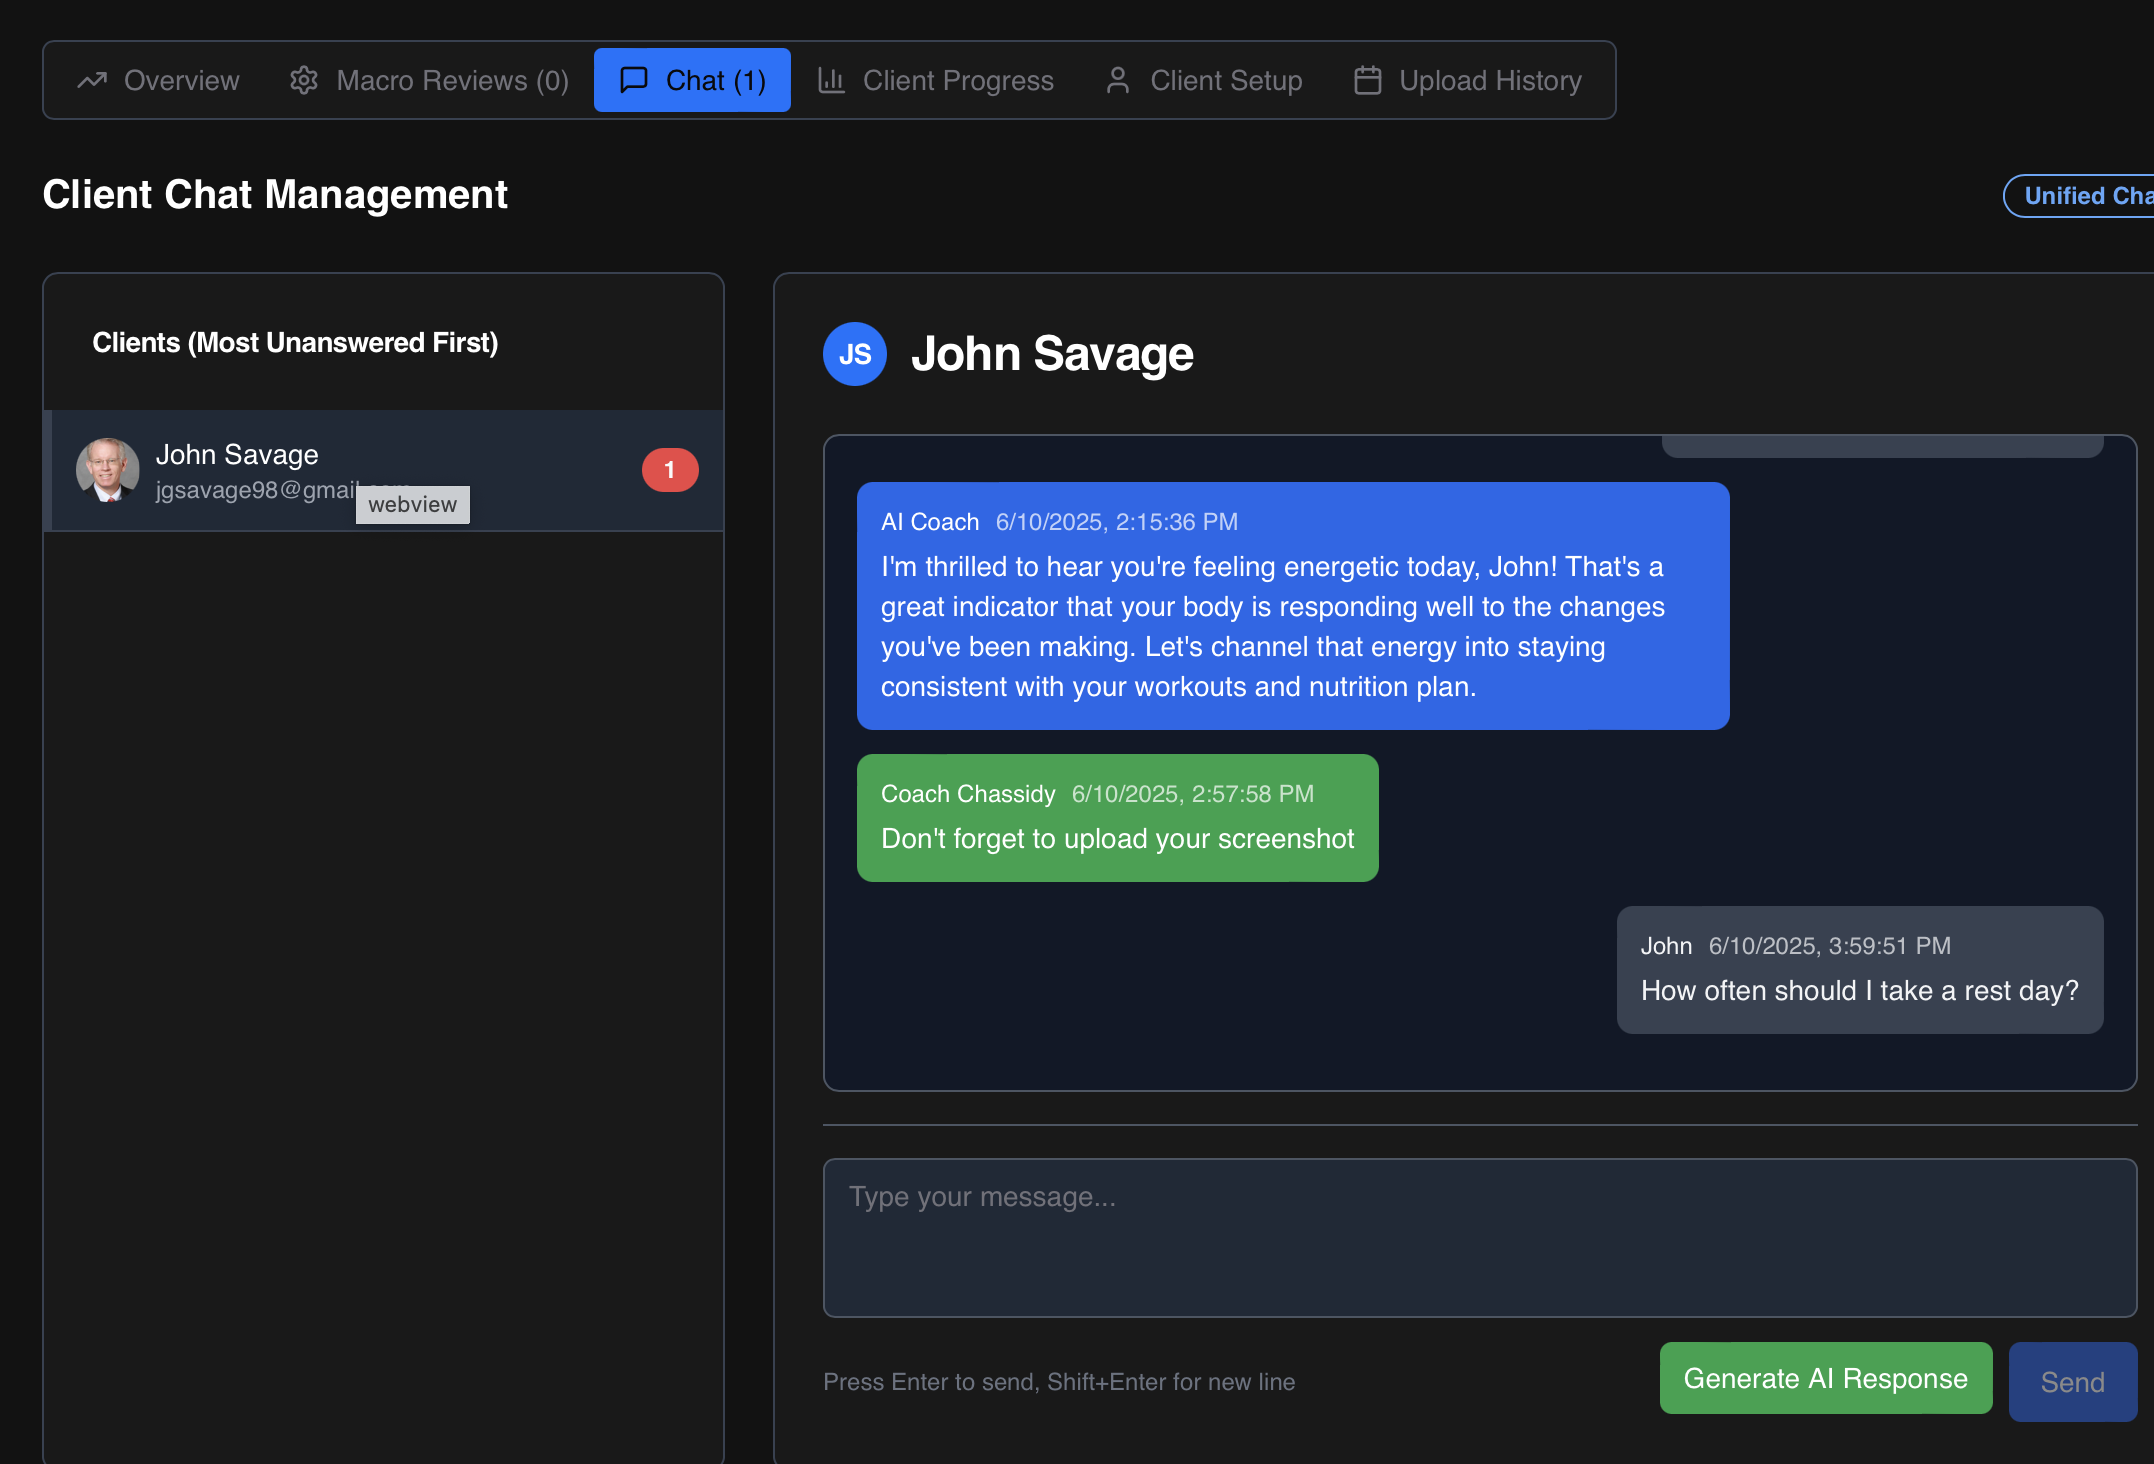 Overview
Macro Reviews (0)
Chat (1)
Client Progress
Client Setup
Upload History
Client Chat Management
Unified
Clients (Most Unanswered First)
John Savage
1
webview
JS
John Savage
AI Coach 6/10/2025, 2:15:36 PM
I'm thrilled to hear you're feeling energetic today, John! That's a
great indicator that your body is responding well to the changes
you've been making. Let's channel that energy into staying
consistent with your workouts and nutrition plan.
Coach Chassidy 6/10/2025, 2:57:58 PM
Don't forget to upload your screenshot
John 6/10/2025, 3:59:51 PM
How often should I take a rest day?
Type your message...
Press Enter to send, Shift+Enter for new line
Generate AI Response
Send